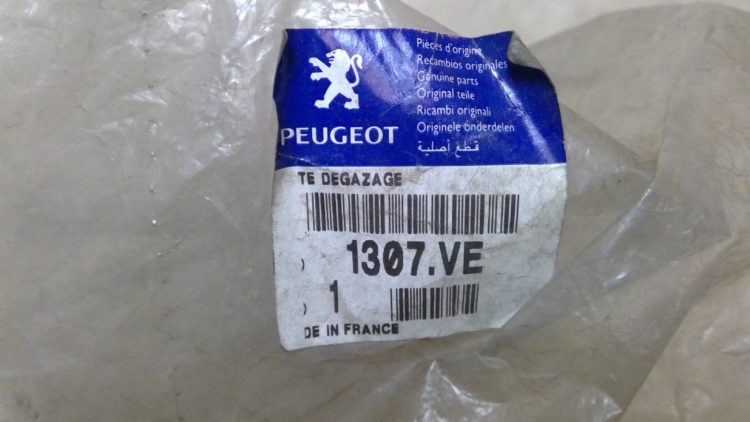 Pièces d'origine
Recambios originales
Genuine parts
Original teile
Ricambi originali
Originele onderdelen
قطع أصلية
PEUGEOT
TE DEGAZAGE
1307.VE
1
DE IN FRANCE